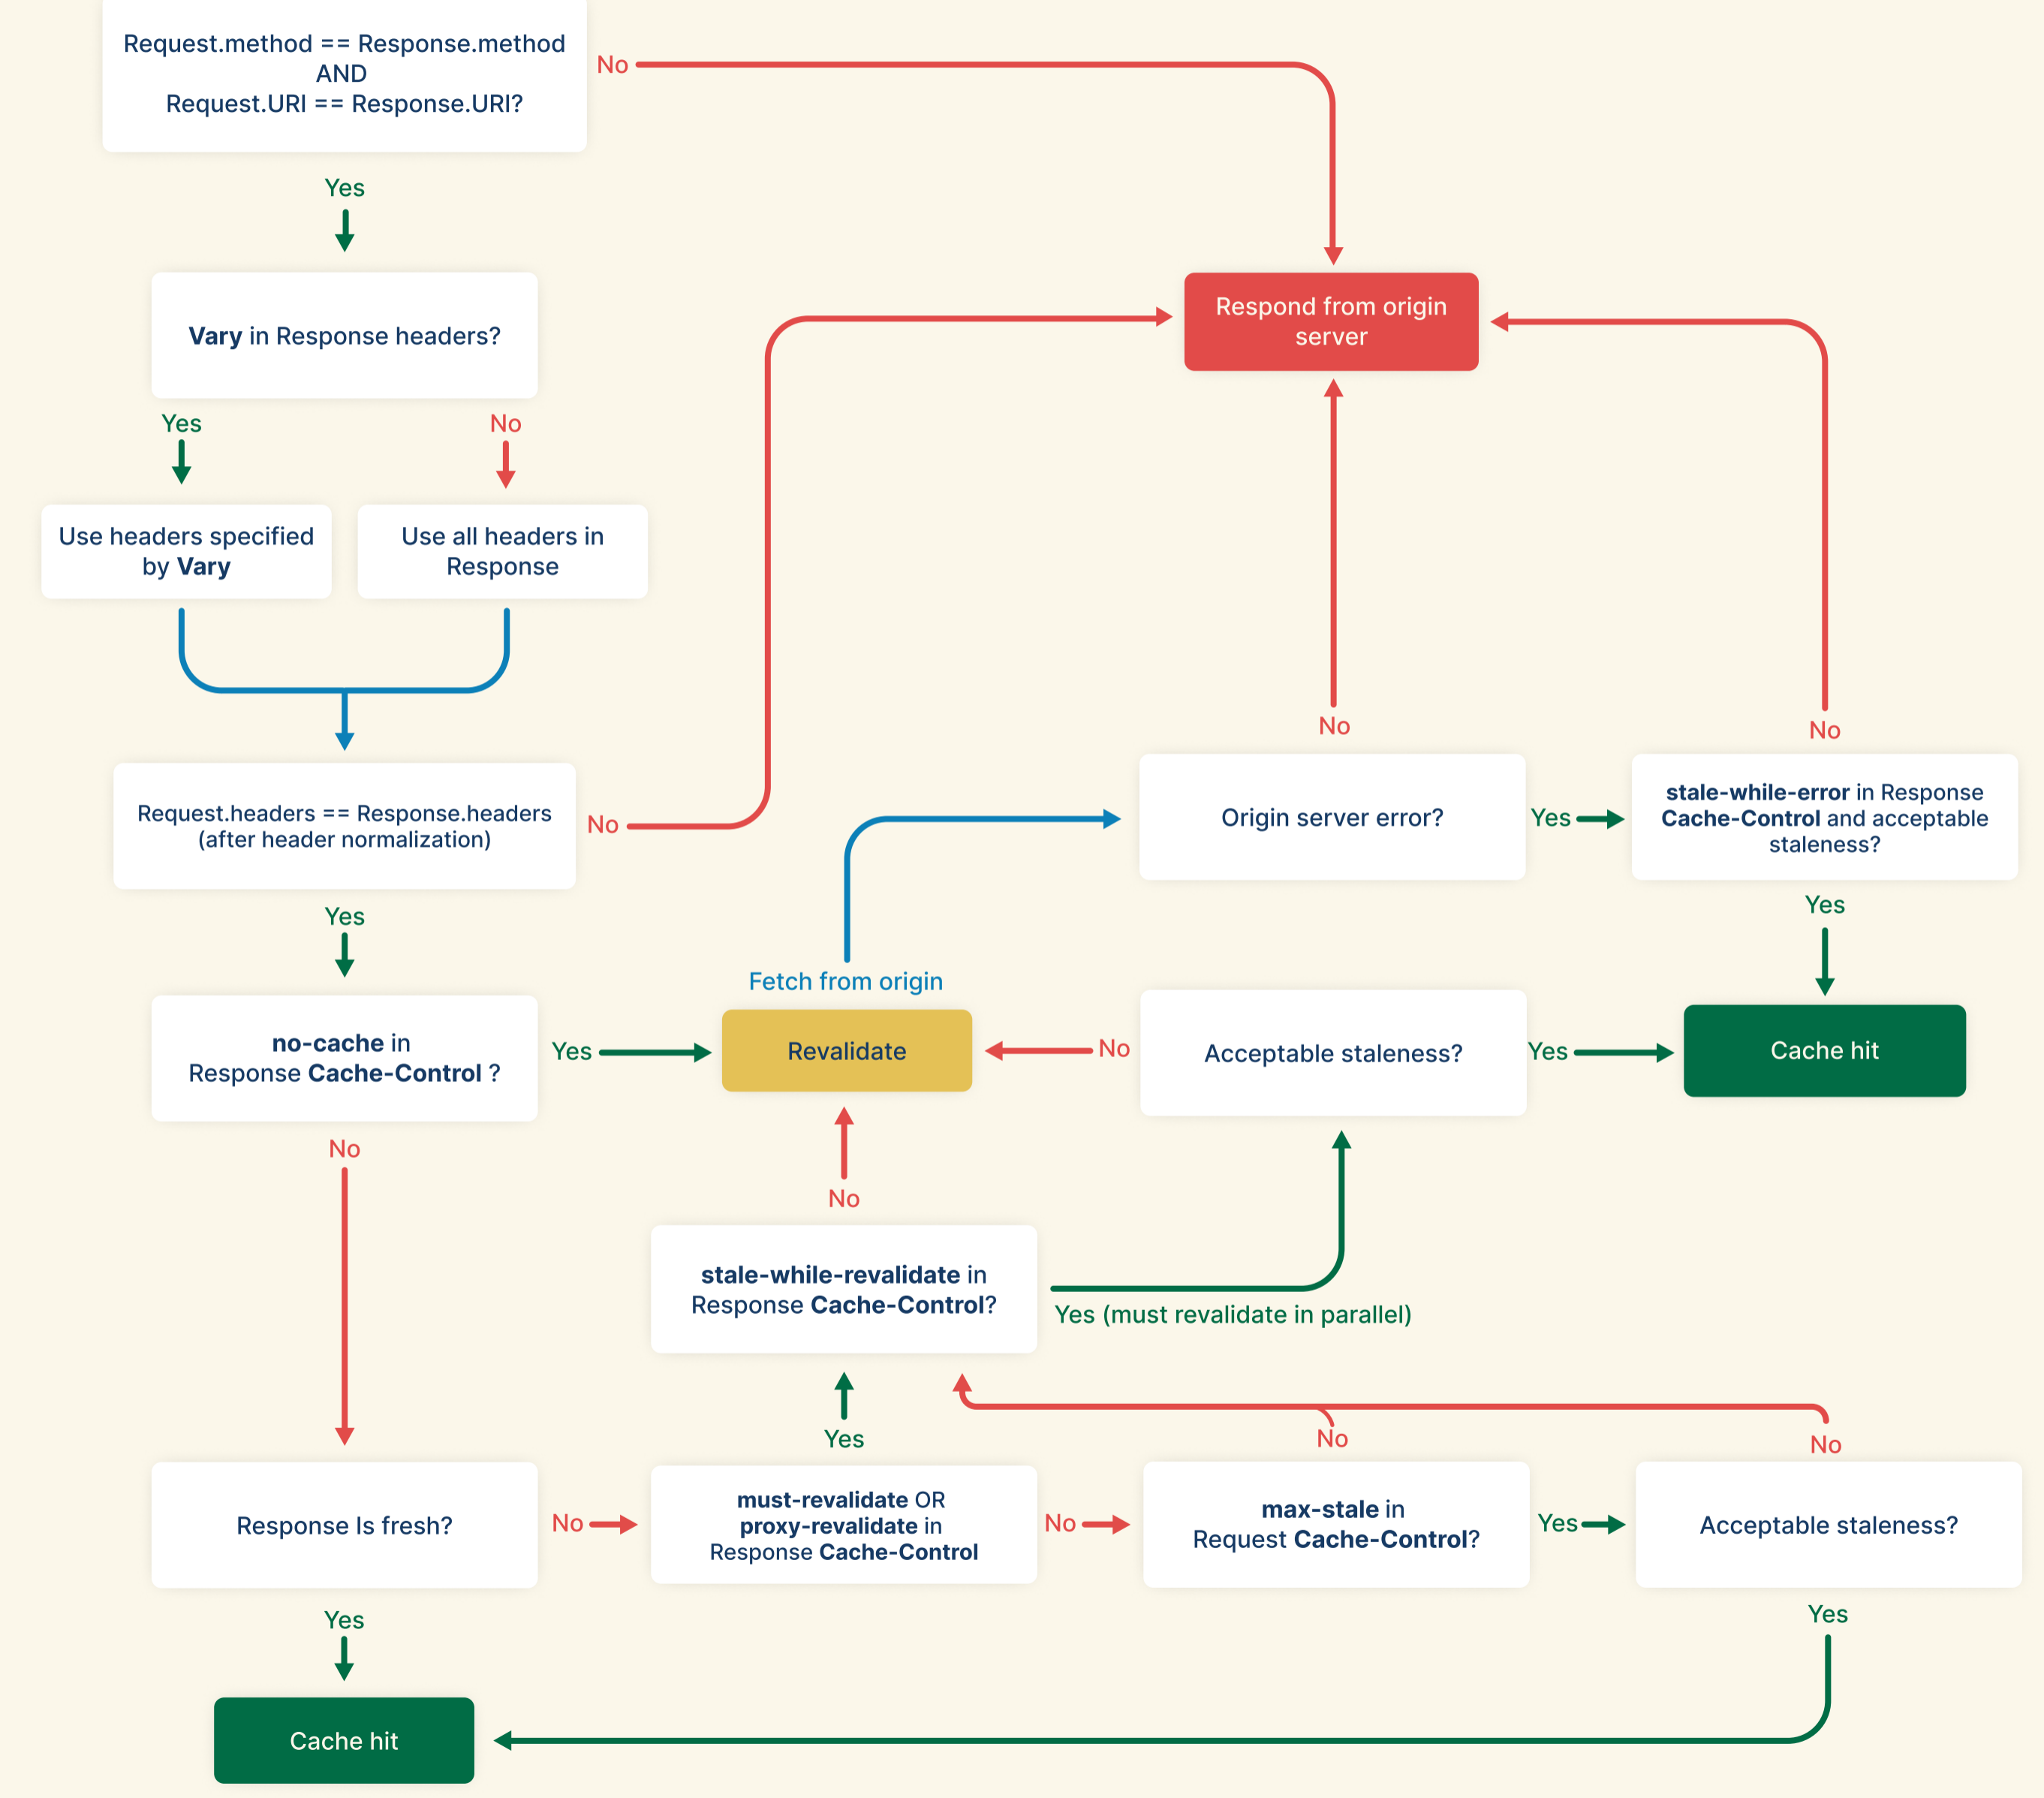 Request.method == Response.method
AND
Request.URI == Response.URI?
No
Yes
Vary in Response headers?
Respond from origin
server
Yes
No
Use headers specified
by Vary
Use all headers in
Response
No
No
Request.headers == Response.headers
(after header normalization)
No
Origin server error?
Yes
stale-while-error in Response
Cache-Control and acceptable
staleness?
Yes
Yes
Fetch from origin
no-cache in
Response Cache-Control ?
Yes
Revalidate
No
Acceptable staleness?
Yes
Cache hit
No
No
stale-while-revalidate in
Response Cache-Control?
Yes (must revalidate in parallel)
Yes
No
No
Response Is fresh?
No
must-revalidate OR
proxy-revalidate in
Response Cache-Control
No
max-stale in
Request Cache-Control?
Yes
Acceptable staleness?
Yes
Yes
Cache hit